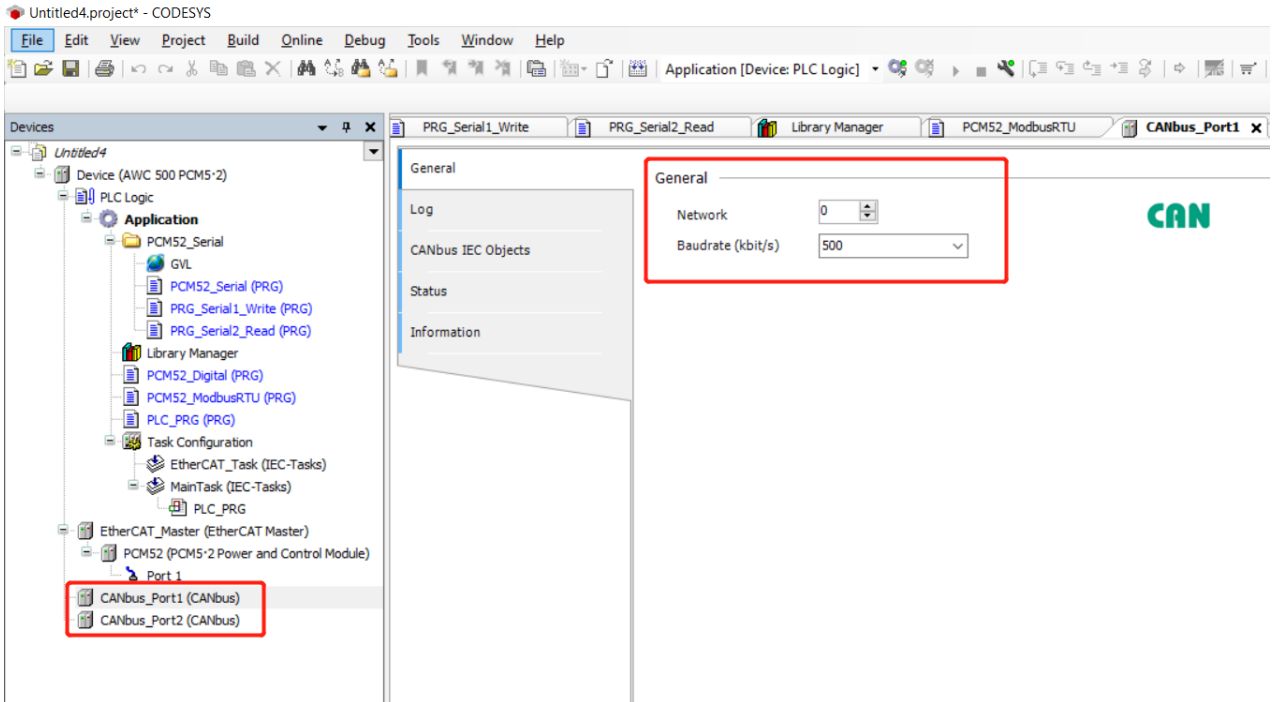 Untitled4.project* - CODESYS
File Edit View Project Build Online Debug Tools Window Help
Application [Device: PLC Logic]
Devices
PRG_Serial1_Write PRG_Serial2_Read Library Manager PCM52_ModbusRTU CANbus_Port1
Untitled4
Device (AWC 500 PCM5·2)
PLC Logic
Application
PCM52_Serial
GVL
PCM52_Serial (PRG)
PRG_Serial1_Write (PRG)
PRG_Serial2_Read (PRG)
Library Manager
PCM52_Digital (PRG)
PCM52_ModbusRTU (PRG)
PLC_PRG (PRG)
Task Configuration
EtherCAT_Task (IEC-Tasks)
MainTask (IEC-Tasks)
PLC_PRG
EtherCAT_Master (EtherCAT Master)
PCM52 (PCM5·2 Power and Control Module)
Port 1
CANbus_Port1 (CANbus)
CANbus_Port2 (CANbus)
General
Log
CANbus IEC Objects
Status
Information
General
Network 0
Baudrate (kbit/s) 500
CAN